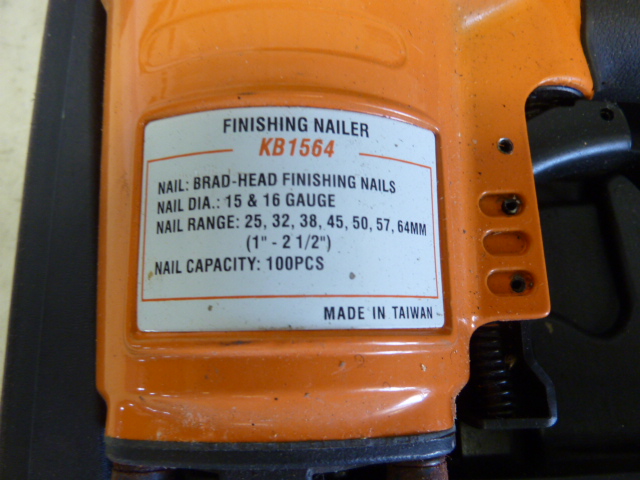 FINISHING NAILER
KB1564
NAIL: BRAD-HEAD FINISHING NAILS
NAIL DIA.: 15 & 16 GAUGE
NAIL RANGE: 25, 32, 38, 45, 50, 57, 64MM
(1" - 2 1/2")
NAIL CAPACITY: 100PCS
MADE IN TAIWAN